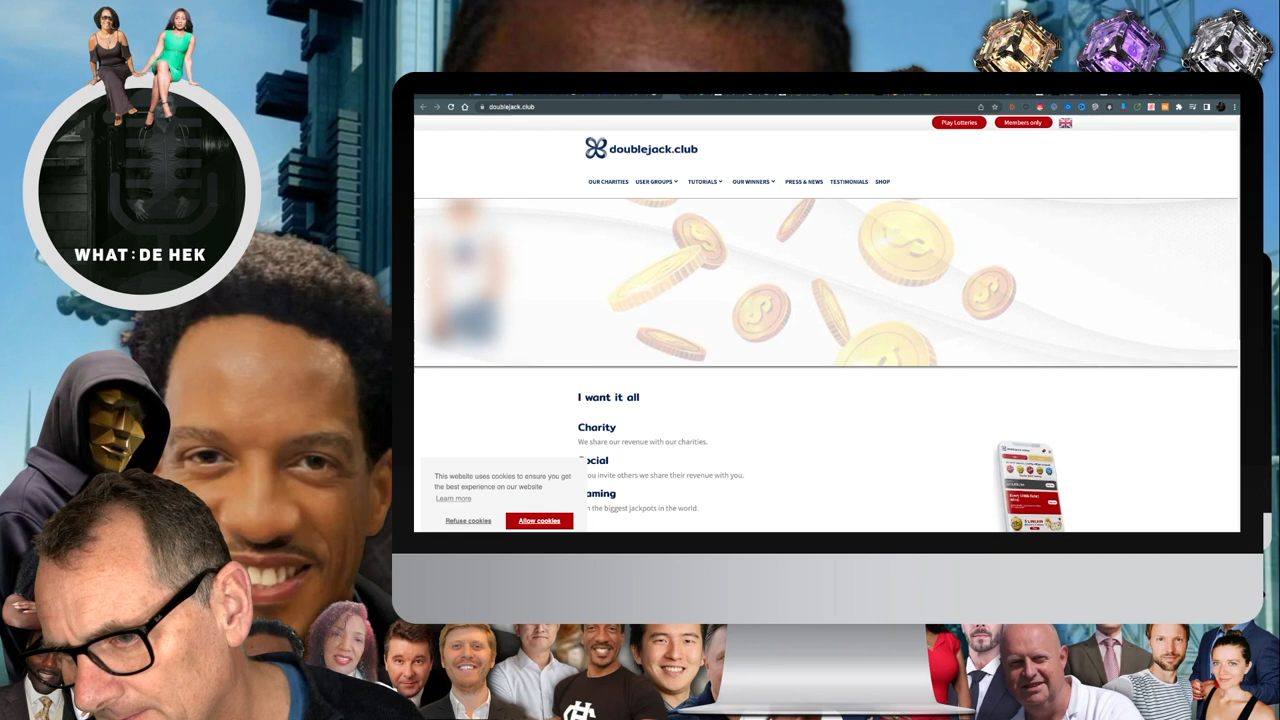 WHAT:DE HEK
doublejack.club
Play Lotteries
Members only
doublejack.club
OUR CHARITIES
USER GROUPS
TUTORIALS
OUR WINNERS
PRESS & NEWS
TESTIMONIALS
SHOP
I want it all
Charity
We share our revenue with our charities.
ocial
ou invite others we share their revenue with you.
aming
n the biggest jackpots in the world.
This website uses cookies to ensure you get
the best experience on our website
Learn more
Refuse cookies
Allow cookies